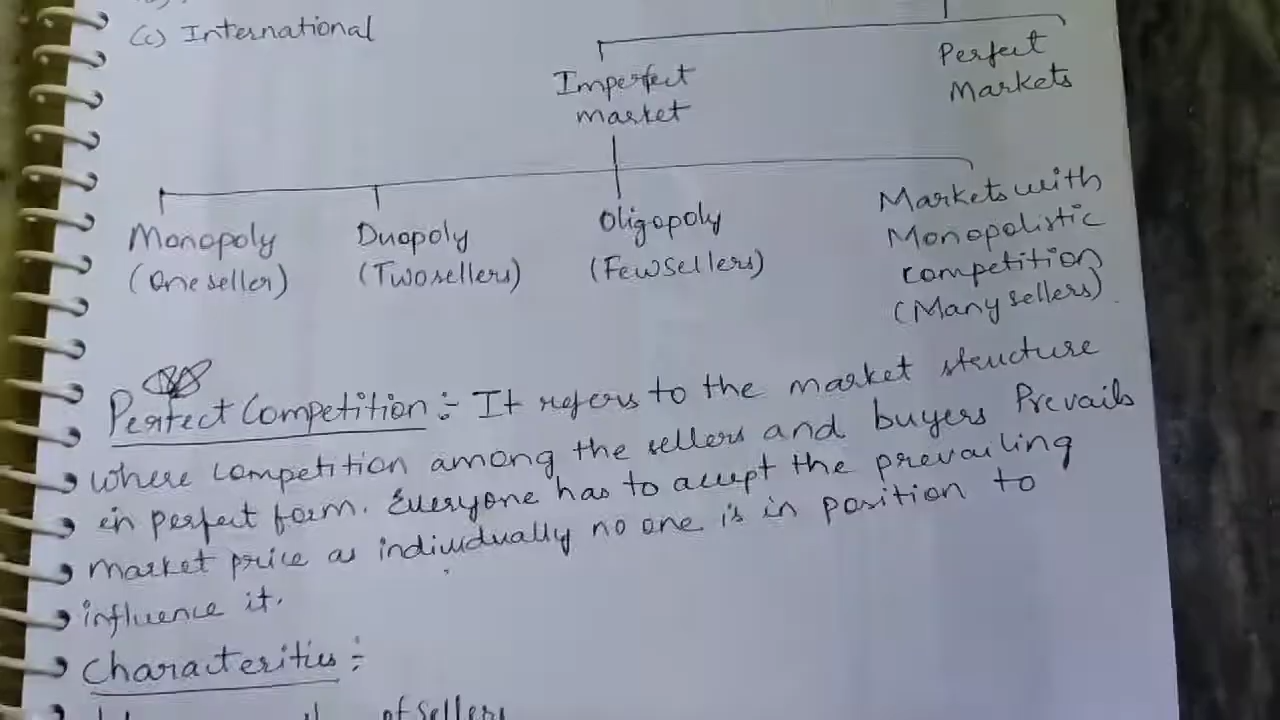 (c) International
Imperfect
market
Perfect
Markets
Monopoly
(One seller)
Duopoly
(Two sellers)
Oligopoly
(Few sellers)
Markets with
Monopolistic
competition
(Many sellers)
Perfect Competition :- It refers to the market structure
where competition among the sellers and buyers Prevails
in perfect form. Everyone has to accept the prevailing
market price as individually no one is in position to
influence it.
Characterities :-
of sellers